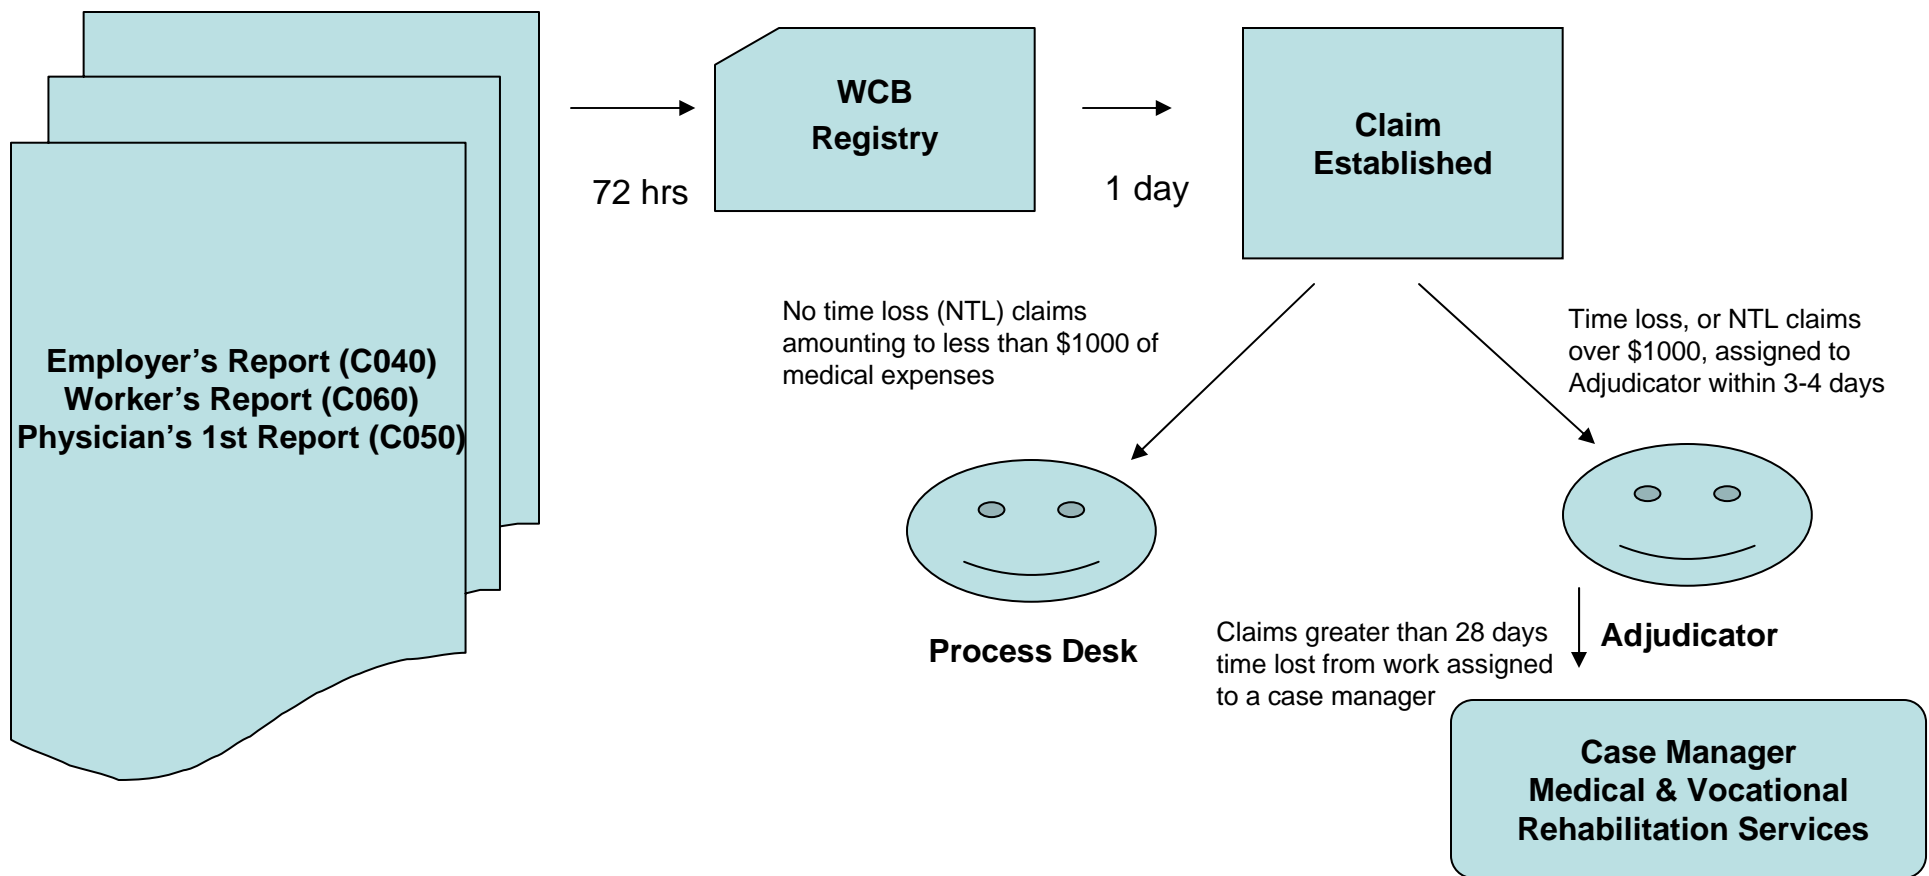 Employer’s Report (C040)
Worker’s Report (C060)
Physician’s 1st Report (C050)
72 hrs
WCB
Registry
1 day
Claim
Established
No time loss (NTL) claims
amounting to less than $1000 of
medical expenses
Time loss, or NTL claims
over $1000, assigned to
Adjudicator within 3-4 days
Process Desk
Adjudicator
Claims greater than 28 days
time lost from work assigned
to a case manager
Case Manager
Medical & Vocational
Rehabilitation Services